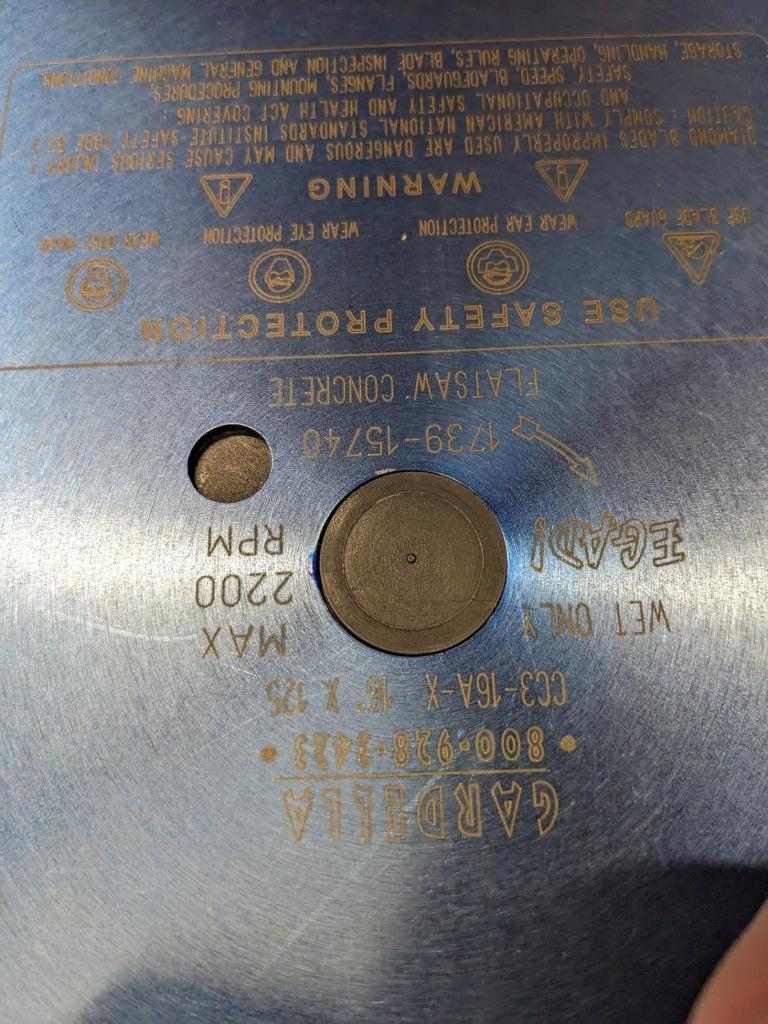 GARDELLA
• 800-928-3423 •
CC3-16A-X 16" X 125
WET ONLY
EGAD!
MAX
2200
RPM
1739-15740
FLATSAW CONCRETE
USE SAFETY PROTECTION
USE BLADE GUARD
WEAR EAR PROTECTION
WEAR EYE PROTECTION
WEAR DUST MASK
WARNING
DIAMOND BLADES IMPROPERLY USED ARE DANGEROUS AND MAY CAUSE SERIOUS INJURY !
CAUTION : COMPLY WITH AMERICAN NATIONAL STANDARDS INSTITUTE SAFETY CODE
AND OCCUPATIONAL SAFETY AND HEALTH ACT COVERING :
SAFETY, SPEED, BLADEGUARDS, FLANGES, MOUNTING PROCEDURES,
STORAGE, HANDLING, OPERATING RULES, BLADE INSPECTION AND GENERAL MACHINE CONDITIONS